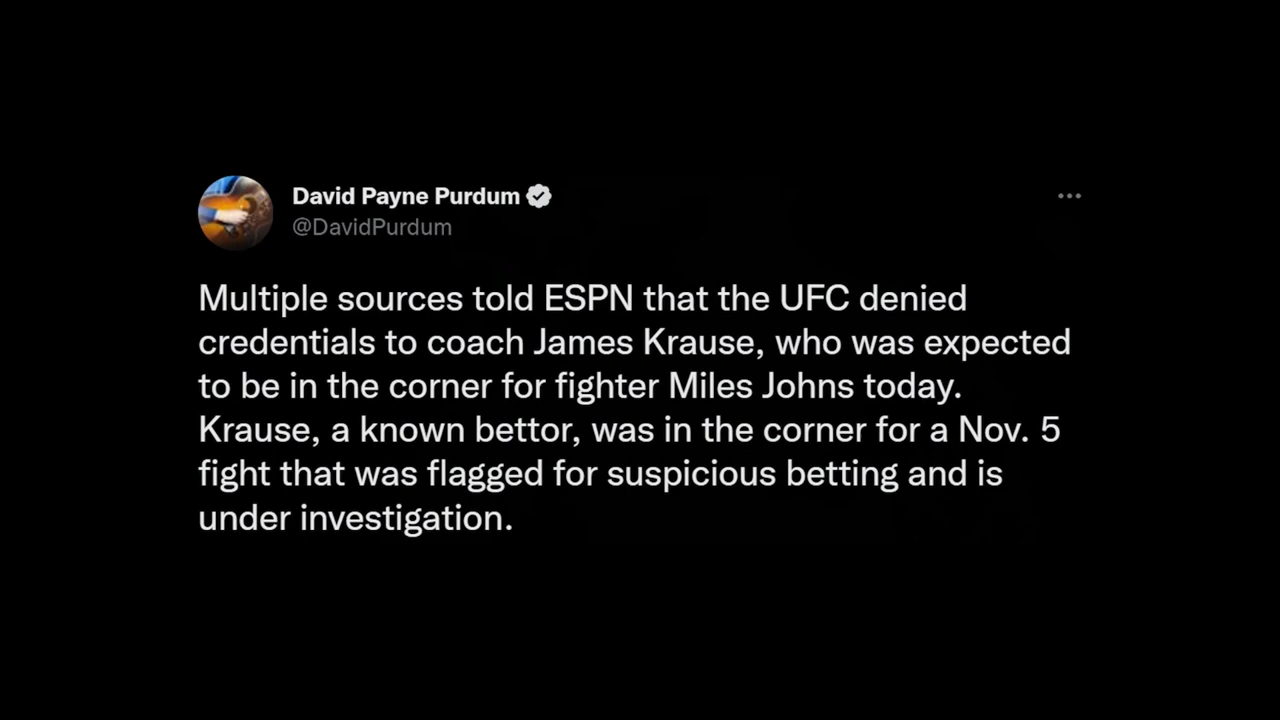 David Payne Purdum
@DavidPurdum
Multiple sources told ESPN that the UFC denied
credentials to coach James Krause, who was expected
to be in the corner for fighter Miles Johns today.
Krause, a known bettor, was in the corner for a Nov. 5
fight that was flagged for suspicious betting and is
under investigation.